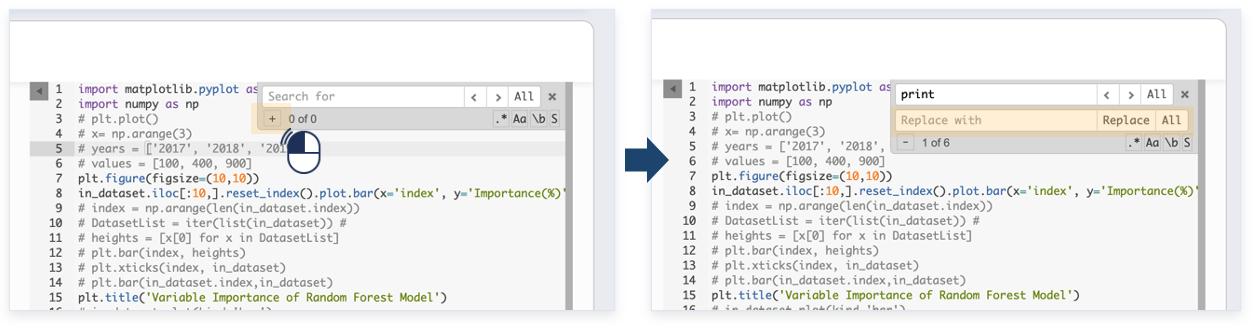 Search for
All
×
+ 0 of 0
.* Aa \b S
1 import matplotlib.pyplot as
2 import numpy as np
3 # plt.plot()
4 # x= np.arange(3)
5 # years = ['2017', '2018', '201
6 # values = [100, 400, 900]
7 plt.figure(figsize=(10,10))
8 in_dataset.iloc[:10,].reset_index().plot.bar(x='index', y='Importance(%)'
9 # index = np.arange(len(in_dataset.index))
10 # DatasetList = iter(list(in_dataset)) #
11 # heights = [x[0] for x in DatasetList]
12 # plt.bar(index, heights)
13 # plt.xticks(index, in_dataset)
14 # plt.bar(in_dataset.index,in_dataset)
15 plt.title('Variable Importance of Random Forest Model')
print
All
×
Replace with
Replace All
- 1 of 6
.* Aa \b S
1 import matplotlib.pyplot as
2 import numpy as np
3 # plt.plot()
4 # x= np.arange(3)
5 # years = ['2017', '2018',
6 # values = [100, 400, 900]
7 plt.figure(figsize=(10,10))
8 in_dataset.iloc[:10,].reset_index().plot.bar(x='index', y='Importance(%)'
9 # index = np.arange(len(in_dataset.index))
10 # DatasetList = iter(list(in_dataset)) #
11 # heights = [x[0] for x in DatasetList]
12 # plt.bar(index, heights)
13 # plt.xticks(index, in_dataset)
14 # plt.bar(in_dataset.index,in_dataset)
15 plt.title('Variable Importance of Random Forest Model')